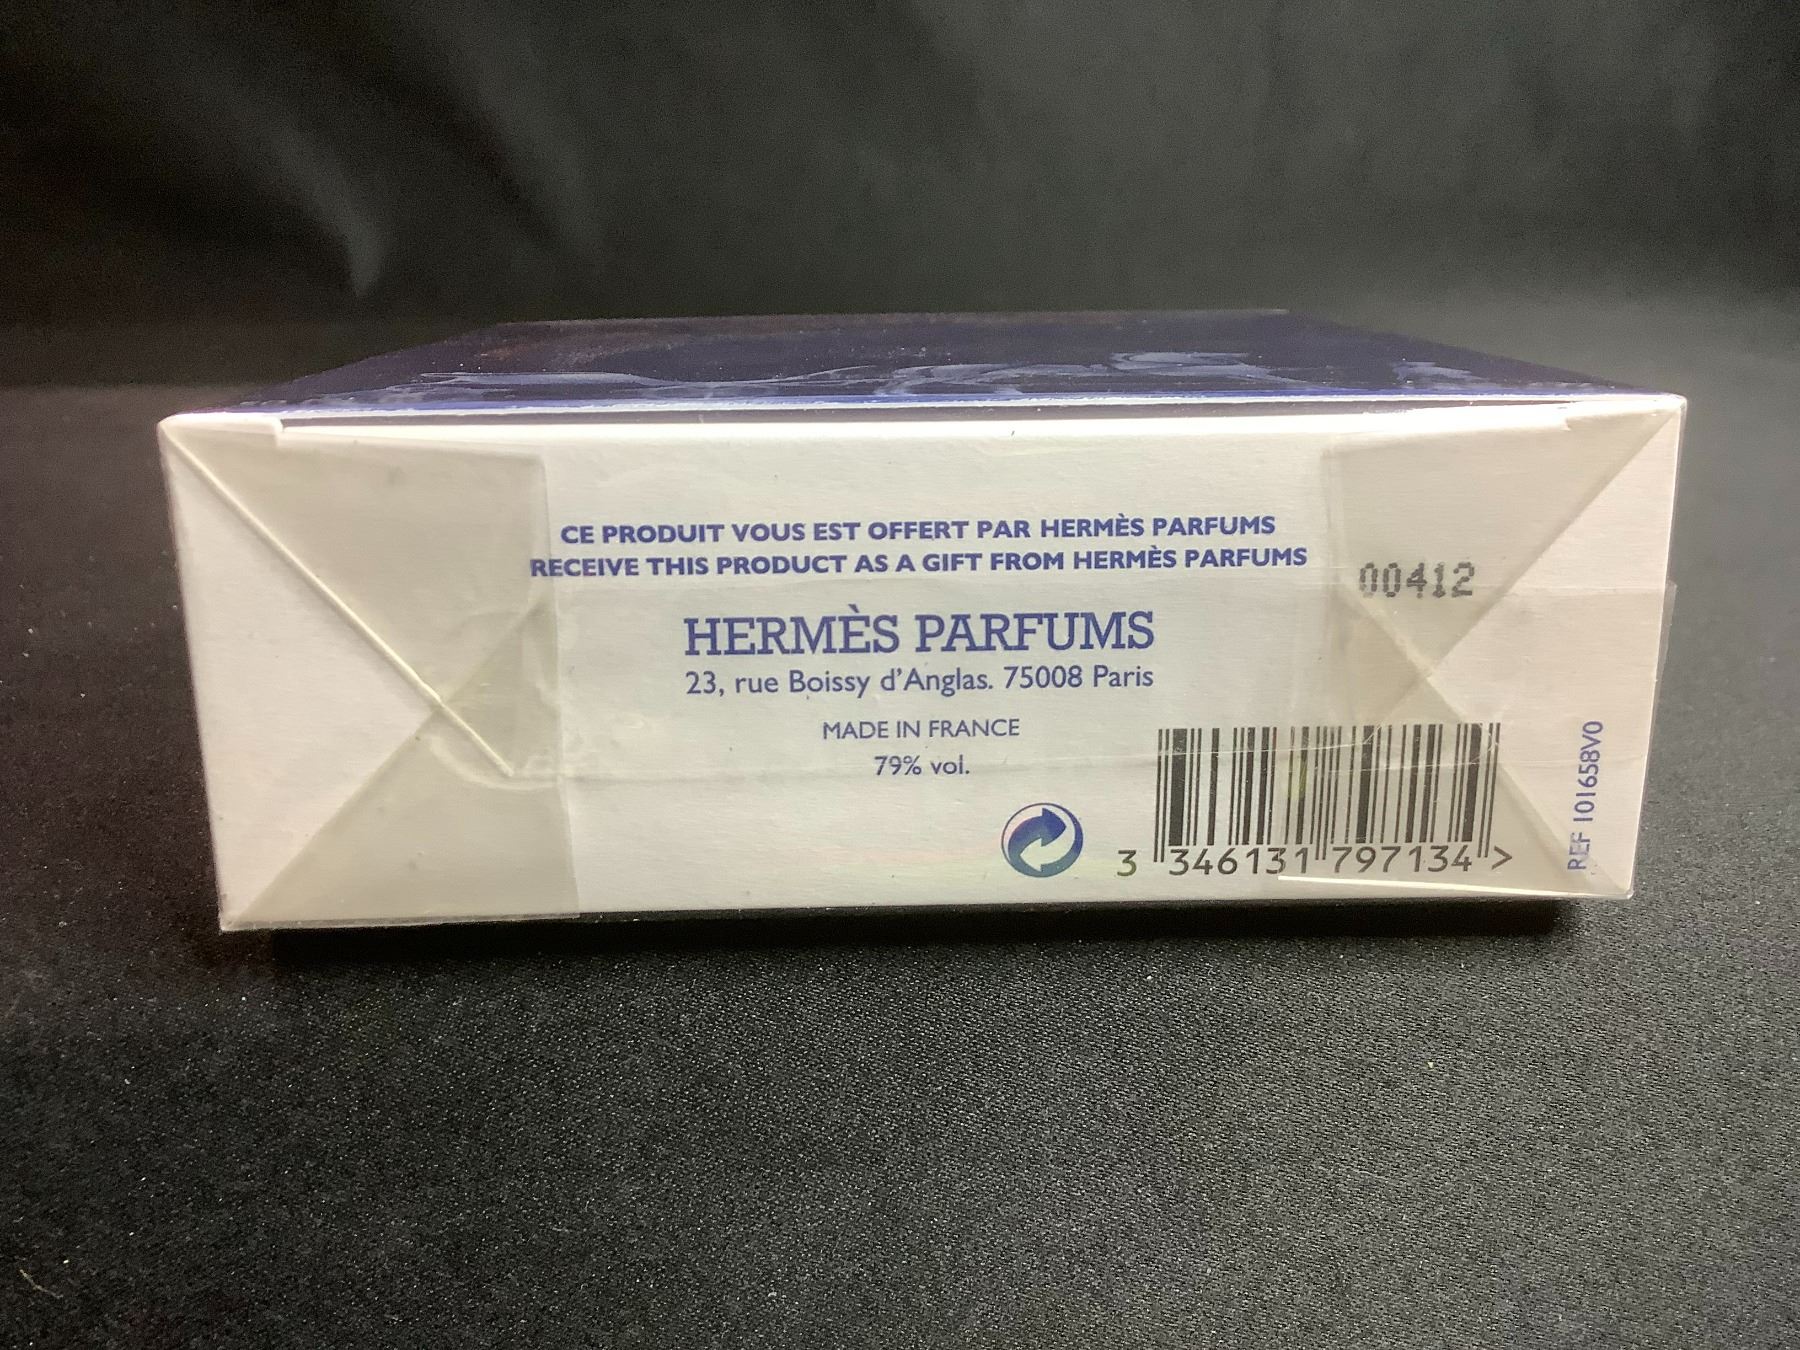 CE PRODUIT VOUS EST OFFERT PAR HERMÈS PARFUMS
RECEIVE THIS PRODUCT AS A GIFT FROM HERMÈS PARFUMS
00412
HERMÈS PARFUMS
23, rue Boissy d'Anglas. 75008 Paris
MADE IN FRANCE
79% vol.
3 346131 797134 >
REF 101658V0